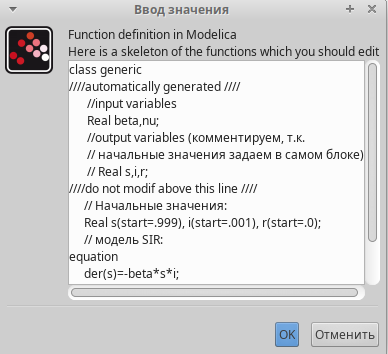 Ввод значения
Function definition in Modelica
Here is a skeleton of the functions which you should edit
class generic
////automatically generated ////
//input variables
Real beta,nu;
//output variables (комментируем, т.к.
// начальные значения задаем в самом блоке)
// Real s,i,r;
////do not modif above this line ////
// Начальные значения:
Real s(start=.999), i(start=.001), r(start=.0);
// модель SIR:
equation
der(s)=-beta*s*i;
OK
Отменить